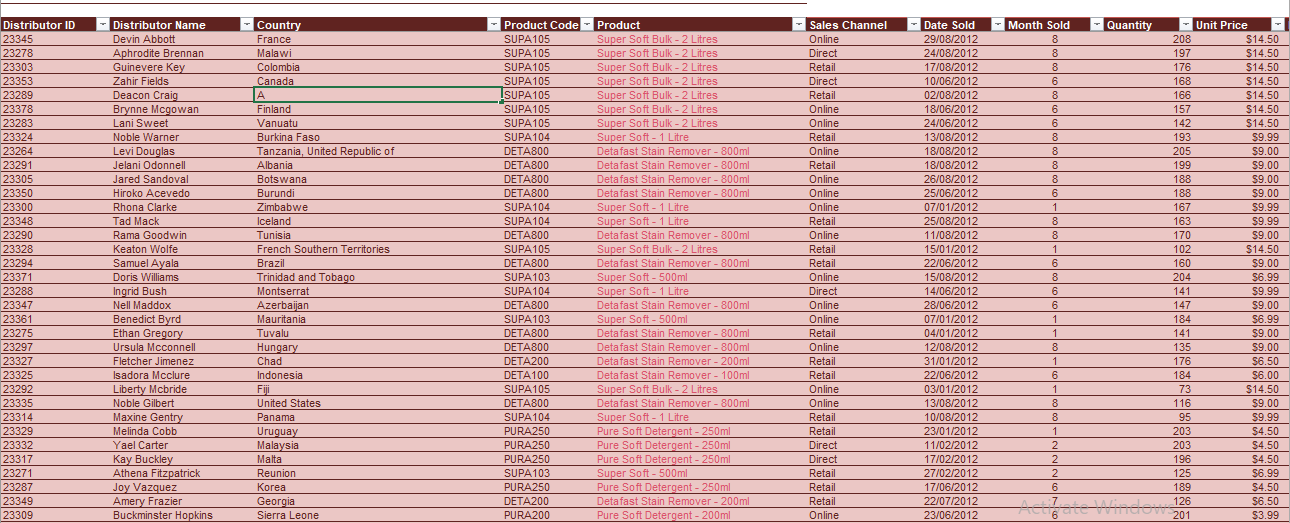 Distributor ID Distributor Name Country Product Code Product Sales Channel Date Sold Month Sold Quantity Unit Price
23345 Devin Abbott France SUPA105 Super Soft Bulk - 2 Litres Online 29/08/2012 8 208 $14.50
23278 Aphrodite Brennan Malawi SUPA105 Super Soft Bulk - 2 Litres Direct 24/08/2012 8 197 $14.50
23303 Guinevere Key Colombia SUPA105 Super Soft Bulk - 2 Litres Retail 17/08/2012 8 176 $14.50
23353 Zahir Fields Canada SUPA105 Super Soft Bulk - 2 Litres Direct 10/06/2012 6 168 $14.50
23289 Deacon Craig A SUPA105 Super Soft Bulk - 2 Litres Retail 02/08/2012 8 166 $14.50
23378 Brynne Mcgowan Finland SUPA105 Super Soft Bulk - 2 Litres Online 18/06/2012 6 157 $14.50
23283 Lani Sweet Vanuatu SUPA105 Super Soft Bulk - 2 Litres Online 24/06/2012 6 142 $14.50
23324 Noble Warner Burkina Faso SUPA104 Super Soft - 1 Litre Retail 13/08/2012 8 193 $9.99
23264 Levi Douglas Tanzania, United Republic of DETA800 Detafast Stain Remover - 800ml Online 18/08/2012 8 205 $9.00
23291 Jelani Odonnell Albania DETA800 Detafast Stain Remover - 800ml Retail 18/08/2012 8 199 $9.00
23305 Jared Sandoval Botswana DETA800 Detafast Stain Remover - 800ml Online 26/08/2012 8 188 $9.00
23350 Hiroko Acevedo Burundi DETA800 Detafast Stain Remover - 800ml Online 25/06/2012 6 188 $9.00
23300 Rhona Clarke Zimbabwe SUPA104 Super Soft - 1 Litre Online 07/01/2012 1 167 $9.99
23348 Tad Mack Iceland SUPA104 Super Soft - 1 Litre Retail 25/08/2012 8 163 $9.99
23290 Rama Goodwin Tunisia DETA800 Detafast Stain Remover - 800ml Online 11/08/2012 8 170 $9.00
23328 Keaton Wolfe French Southern Territories SUPA105 Super Soft Bulk - 2 Litres Retail 15/01/2012 1 102 $14.50
23294 Samuel Ayala Brazil DETA800 Detafast Stain Remover - 800ml Retail 22/06/2012 6 160 $9.00
23371 Doris Williams Trinidad and Tobago SUPA103 Super Soft - 500ml Online 15/08/2012 8 204 $6.99
23288 Ingrid Bush Montserrat SUPA104 Super Soft - 1 Litre Direct 14/06/2012 6 141 $9.99
23347 Nell Maddox Azerbaijan DETA800 Detafast Stain Remover - 800ml Online 28/06/2012 6 147 $9.00
23361 Benedict Byrd Mauritania SUPA103 Super Soft - 500ml Online 07/01/2012 1 184 $6.99
23275 Ethan Gregory Tuvalu DETA800 Detafast Stain Remover - 800ml Retail 04/01/2012 1 141 $9.00
23297 Ursula Mcconnell Hungary DETA800 Detafast Stain Remover - 800ml Online 12/08/2012 8 135 $9.00
23327 Fletcher Jimenez Chad DETA200 Detafast Stain Remover - 200ml Retail 31/01/2012 1 176 $6.50
23325 Isadora Mcclure Indonesia DETA100 Detafast Stain Remover - 100ml Retail 22/06/2012 6 184 $6.00
23292 Liberty Mcbride Fiji SUPA105 Super Soft Bulk - 2 Litres Online 03/01/2012 1 73 $14.50
23335 Noble Gilbert United States DETA800 Detafast Stain Remover - 800ml Online 13/08/2012 8 116 $9.00
23314 Maxine Gentry Panama SUPA104 Super Soft - 1 Litre Retail 10/08/2012 8 95 $9.99
23329 Melinda Cobb Uruguay PURA250 Pure Soft Detergent - 250ml Retail 23/01/2012 1 203 $4.50
23332 Yael Carter Malaysia PURA250 Pure Soft Detergent - 250ml Direct 11/02/2012 2 203 $4.50
23317 Kay Buckley Malta PURA250 Pure Soft Detergent - 250ml Direct 17/02/2012 2 196 $4.50
23271 Athena Fitzpatrick Reunion SUPA103 Super Soft - 500ml Retail 27/02/2012 2 125 $6.99
23287 Joy Vazquez Korea PURA250 Pure Soft Detergent - 250ml Retail 17/06/2012 6 189 $4.50
23349 Amery Frazier Georgia DETA200 Detafast Stain Remover - 200ml Retail 22/07/2012 7 126 $6.50
23309 Buckminster Hopkins Sierra Leone PURA200 Pure Soft Detergent - 200ml Online 23/06/2012 6 201 $3.99
Activate Windows